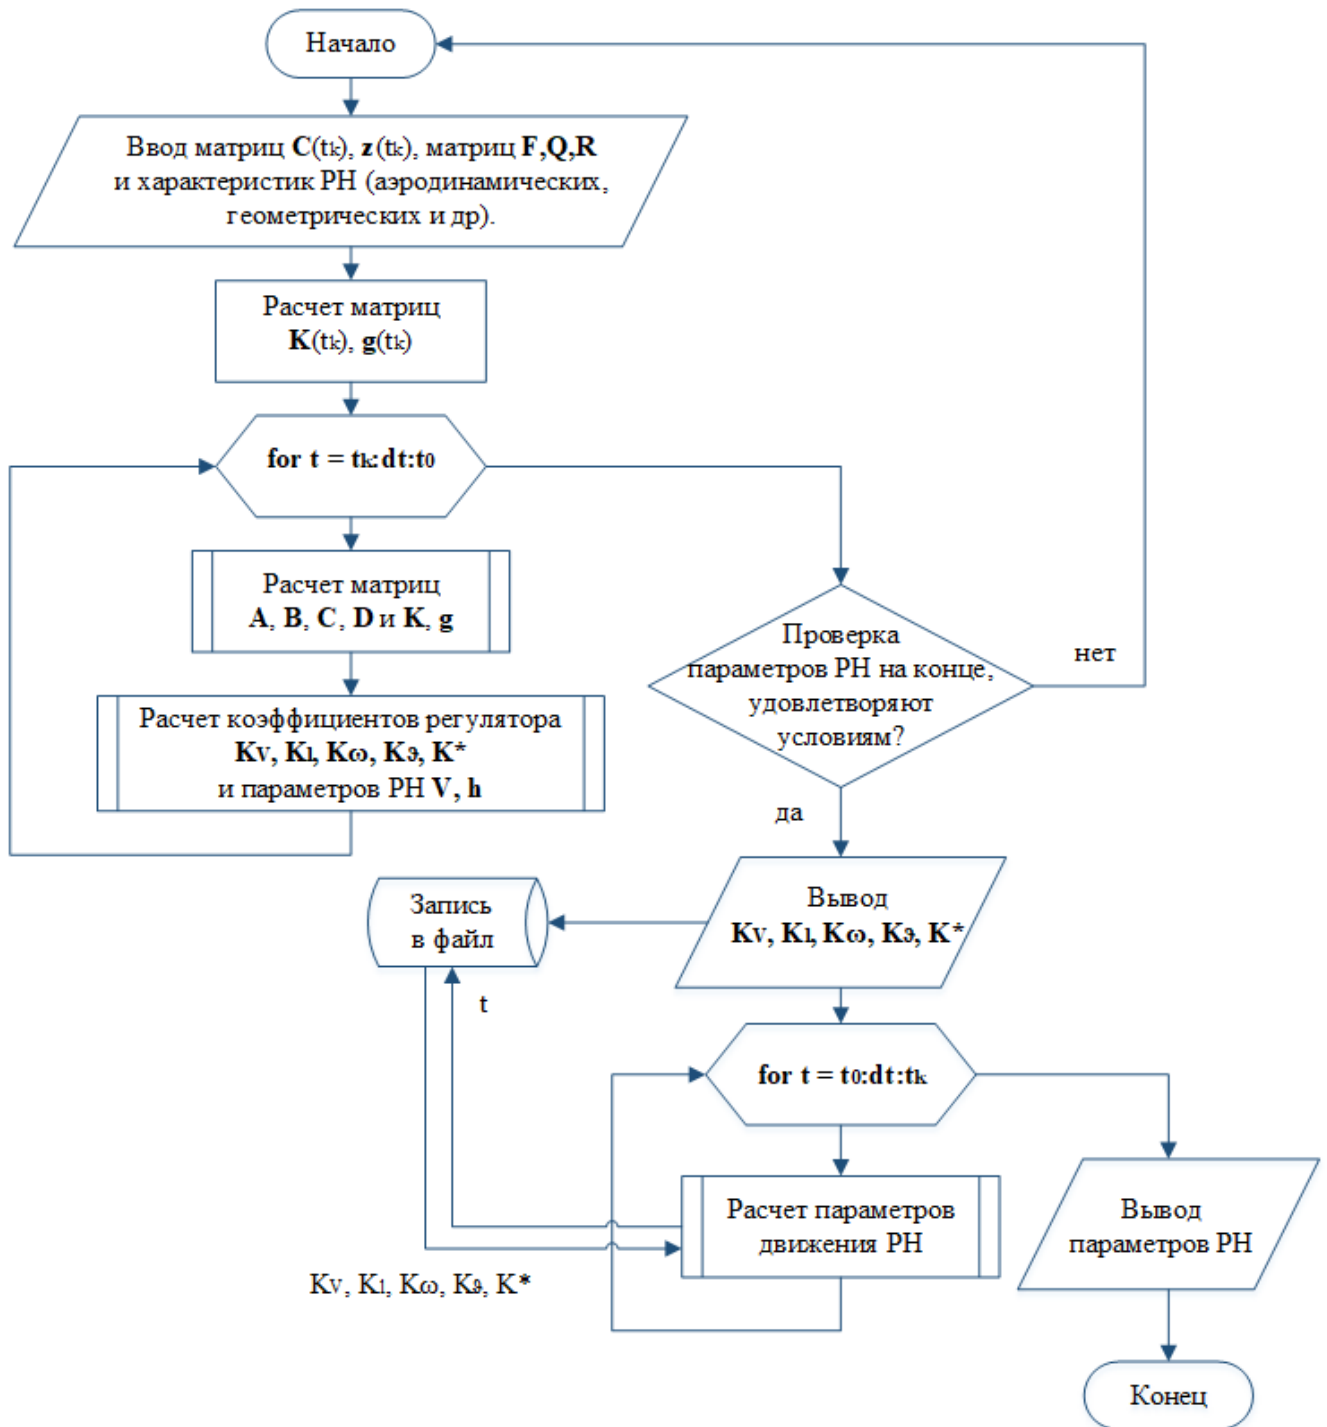 Начало
Ввод матриц C(tk), z(tk), матриц F,Q,R
и характеристик РН (аэродинамических,
геометрических и др).
Расчет матриц
K(tk), g(tk)
for t = tk:dt:t0
Расчет матриц
A, B, C, D и K, g
Расчет коэффициентов регулятора
KV, Kl, Kω, Kϑ, K*
и параметров РН V, h
Проверка
параметров РН на конце,
удовлетворяют
условиям?
нет
да
Вывод
KV, Kl, Kω, Kϑ, K*
Запись
в файл
t
for t = t0:dt:tk
Расчет параметров
движения РН
KV, Kl, Kω, Kϑ, K*
Вывод
параметров РН
Конец